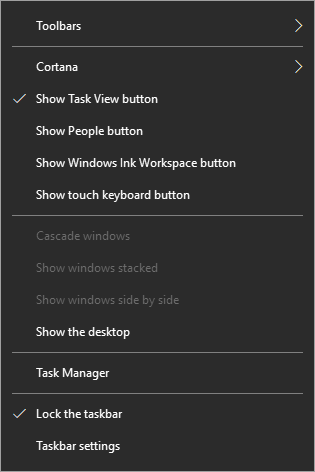 Toolbars
Cortana
Show Task View button
Show People button
Show Windows Ink Workspace button
Show touch keyboard button
Cascade windows
Show windows stacked
Show windows side by side
Show the desktop
Task Manager
Lock the taskbar
Taskbar settings